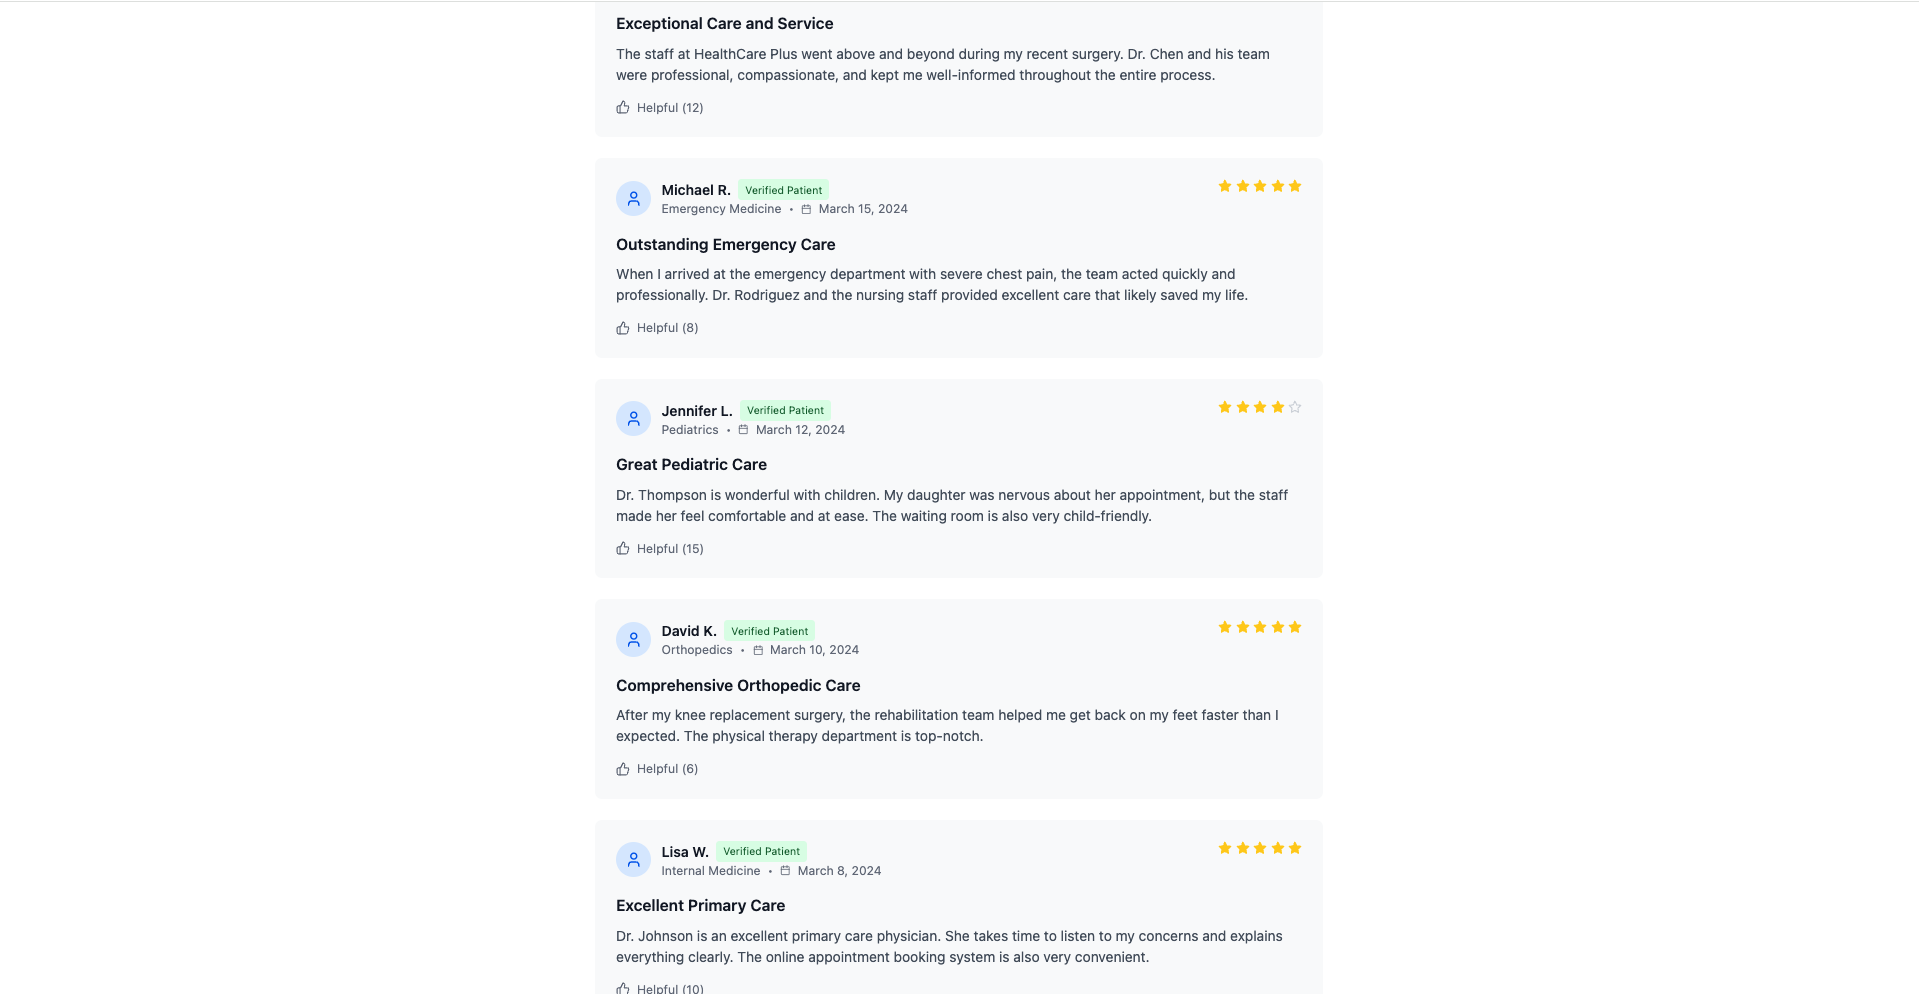 Exceptional Care and Service
The staff at HealthCare Plus went above and beyond during my recent surgery. Dr. Chen and his team
were professional, compassionate, and kept me well-informed throughout the entire process.
Helpful (12)
Michael R. Verified Patient
Emergency Medicine • March 15, 2024
Outstanding Emergency Care
When I arrived at the emergency department with severe chest pain, the team acted quickly and
professionally. Dr. Rodriguez and the nursing staff provided excellent care that likely saved my life.
Helpful (8)
Jennifer L. Verified Patient
Pediatrics • March 12, 2024
Great Pediatric Care
Dr. Thompson is wonderful with children. My daughter was nervous about her appointment, but the staff
made her feel comfortable and at ease. The waiting room is also very child-friendly.
Helpful (15)
David K. Verified Patient
Orthopedics • March 10, 2024
Comprehensive Orthopedic Care
After my knee replacement surgery, the rehabilitation team helped me get back on my feet faster than I
expected. The physical therapy department is top-notch.
Helpful (6)
Lisa W. Verified Patient
Internal Medicine • March 8, 2024
Excellent Primary Care
Dr. Johnson is an excellent primary care physician. She takes time to listen to my concerns and explains
everything clearly. The online appointment booking system is also very convenient.
Helpful (10)